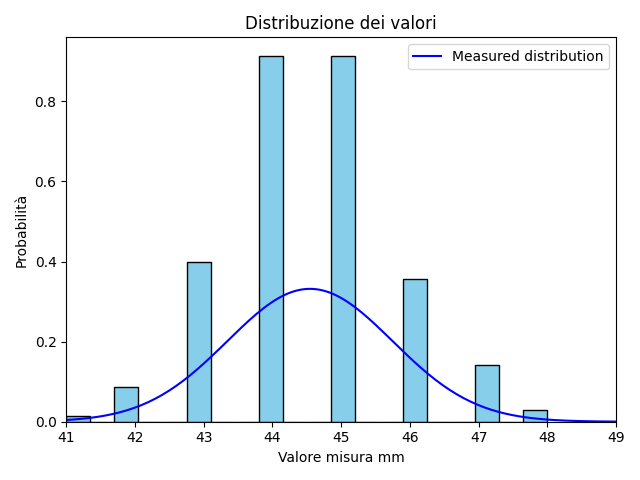 Distribuzione dei valori
Measured distribution
Probabilità
0.8
0.6
0.4
0.2
0.0
41 42 43 44 45 46 47 48 49
Valore misura mm